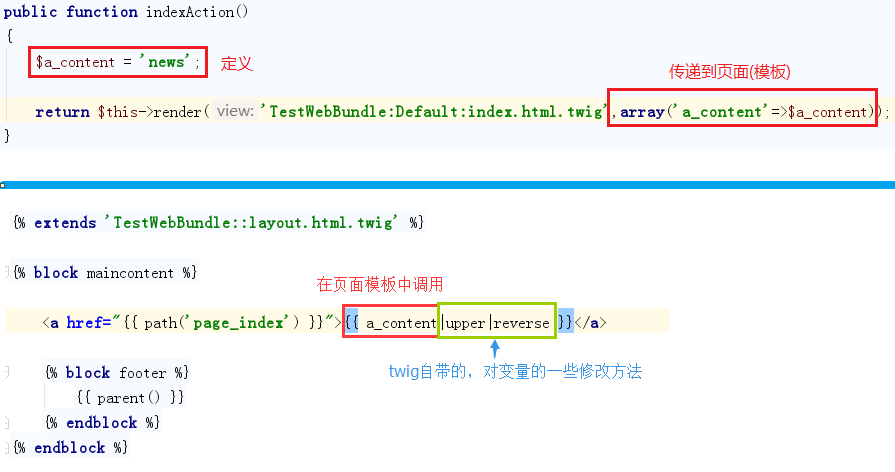 public function indexAction()
{
$a_content = 'news'; 定义
传递到页面(模板)
return $this->render( view: 'TestWebBundle:Default:index.html.twig',array('a_content'=>$a_content));
}
{% extends 'TestWebBundle::layout.html.twig' %}
{% block maincontent %}
在页面模板中调用
<a href="{{ path('page_index') }}">{{ a_content|upper|reverse }}</a>
twig自带的，对变量的一些修改方法
{% block footer %}
{{ parent() }}
{% endblock %}
{% endblock %}